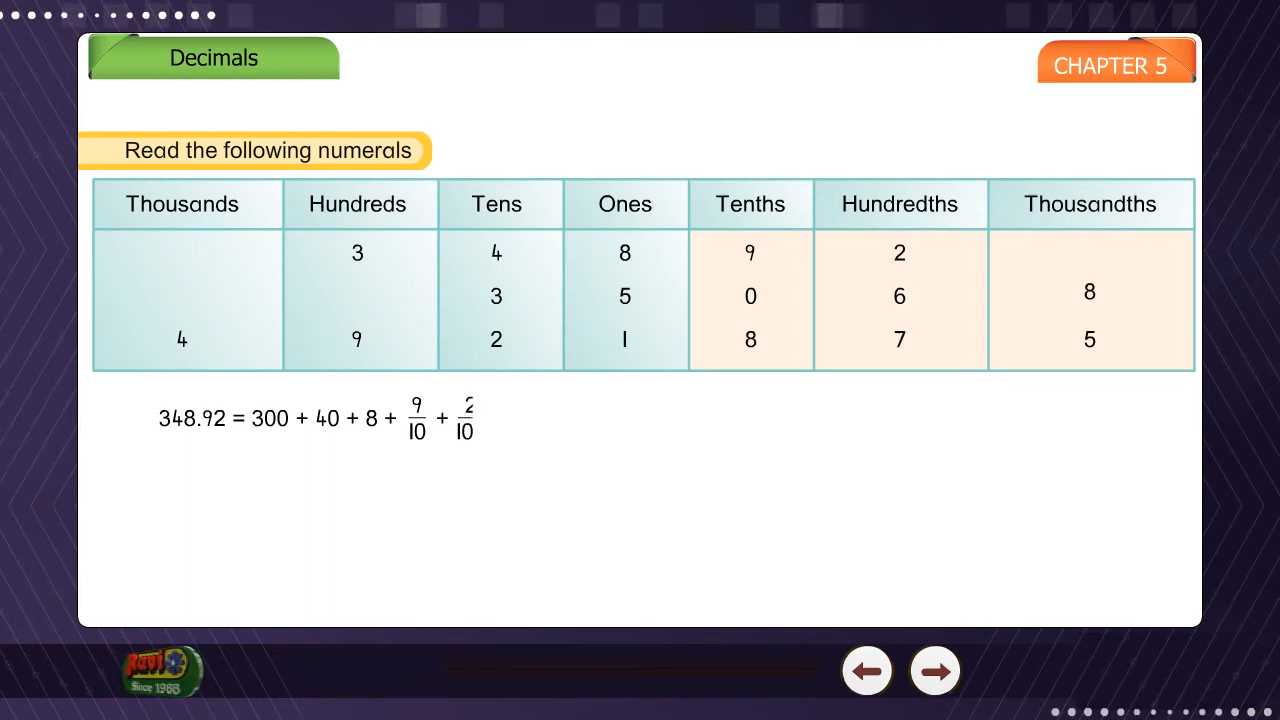 Decimals
CHAPTER 5
Read the following numerals
Thousands Hundreds Tens Ones Tenths Hundredths Thousandths
3 4 8 9 2
3 5 0 6 8
4 9 2 1 8 7 5
348.92 = 300 + 40 + 8 + 9/10 + 2/10
Ravi
Since 1988